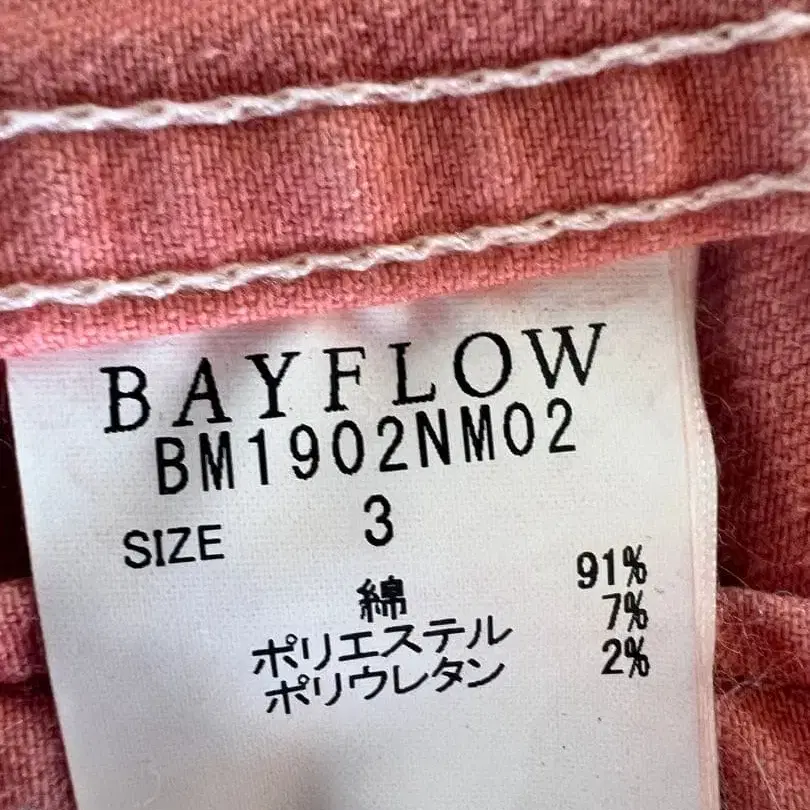 BAYFLOW
BM1902NM02
SIZE 3
綿 91%
ポリエステル 7%
ポリウレタン 2%